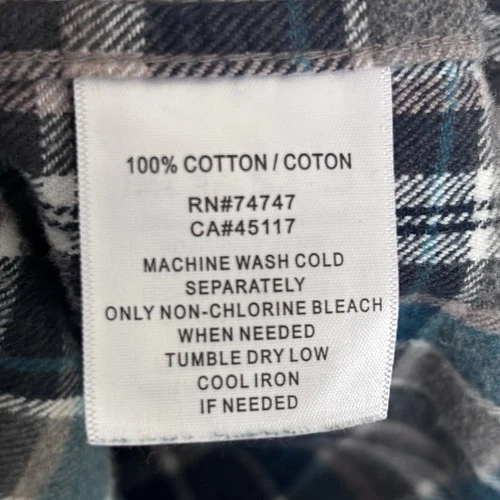 100% COTTON / COTON
RN#74747
CA#45117
MACHINE WASH COLD
SEPARATELY
ONLY NON-CHLORINE BLEACH
WHEN NEEDED
TUMBLE DRY LOW
COOL IRON
IF NEEDED